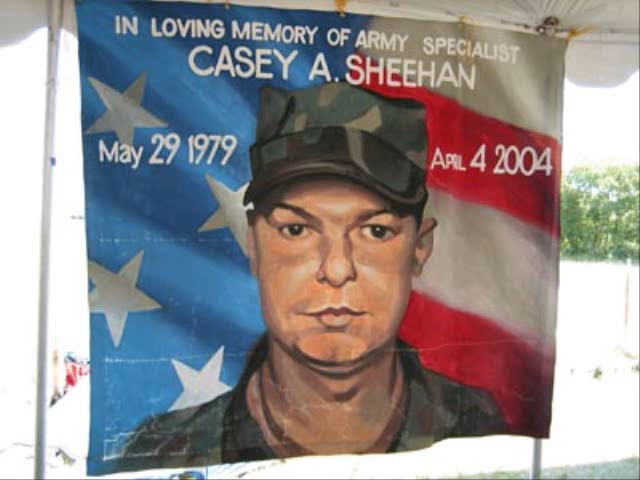 IN LOVING MEMORY OF ARMY SPECIALIST
CASEY A. SHEEHAN
May 29 1979
APRIL 4 2004